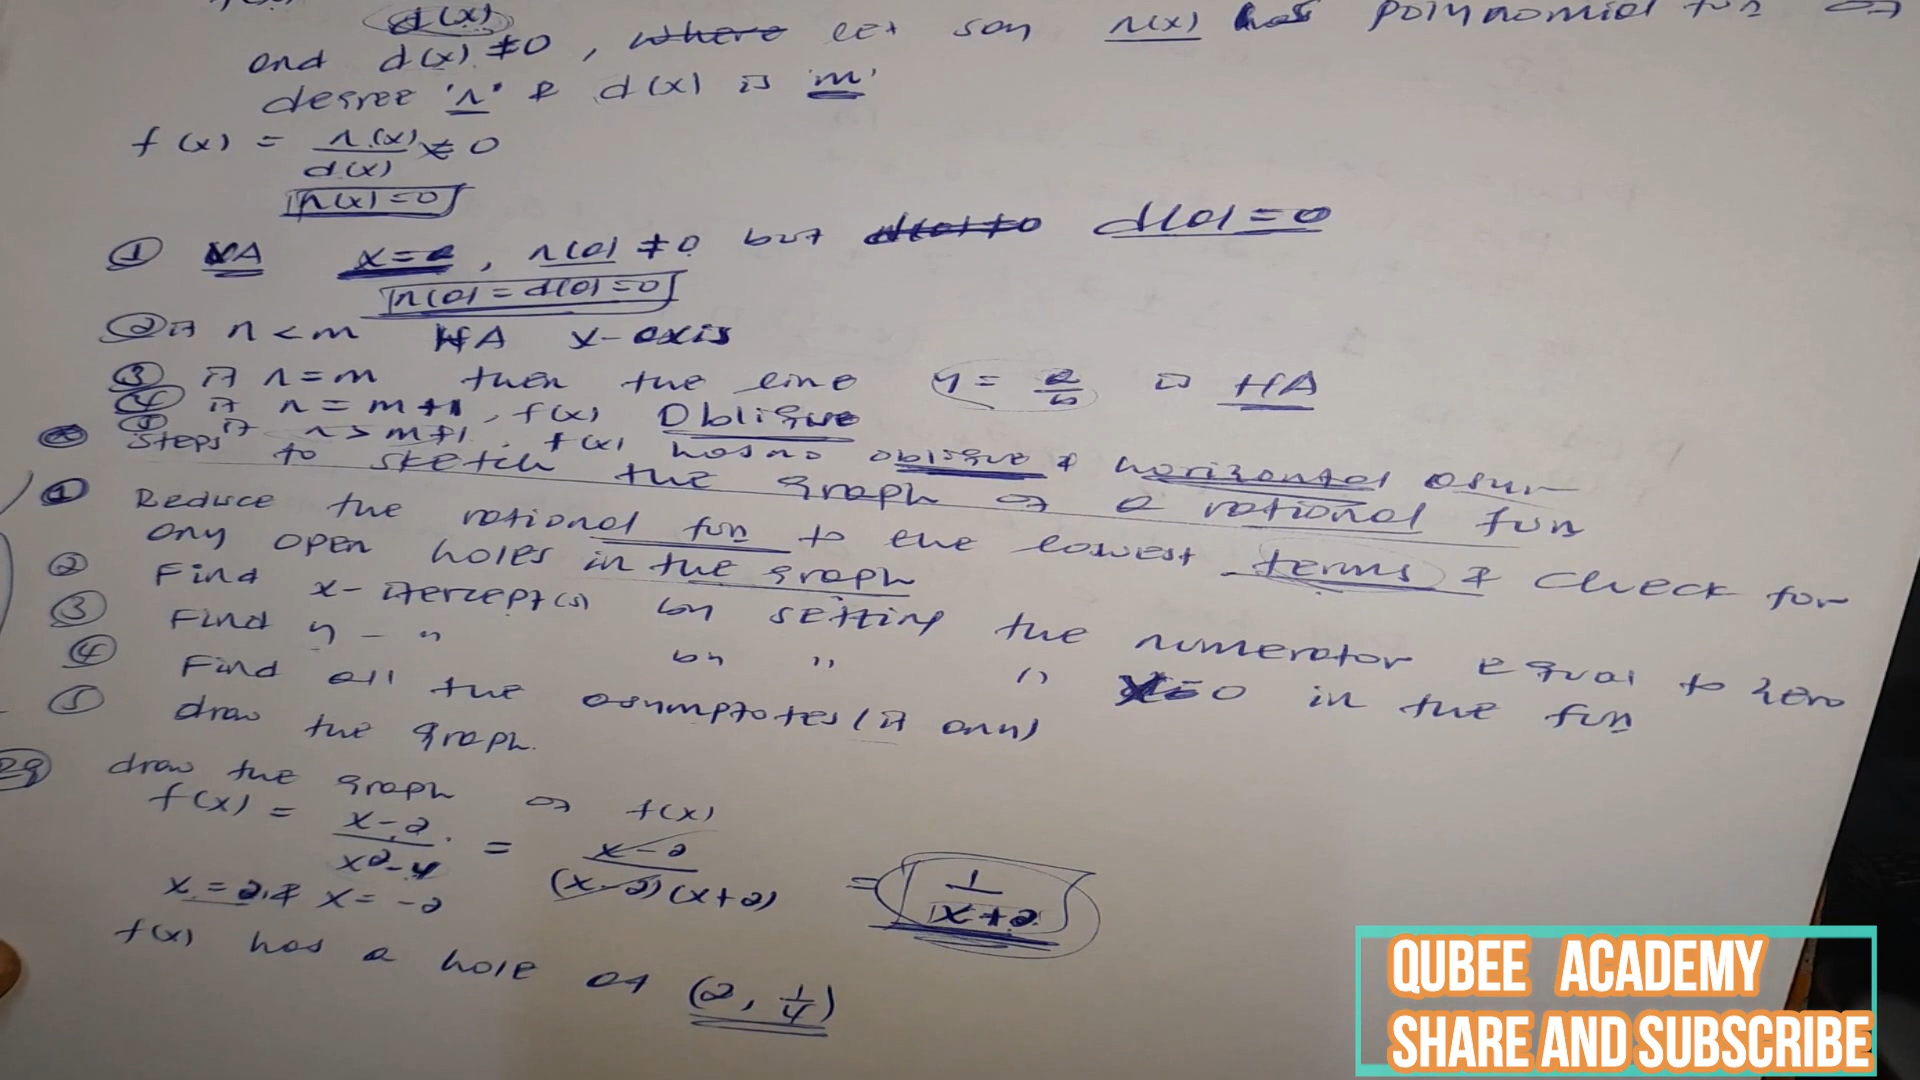 d(x)
and d(x) ≠ 0, where let say n(x) has polynomial fun of
degree 'n' & d(x) is 'm'
f(x) = n(x)/d(x) ≠ 0
n(x)=0
① VA x=a, n(a) ≠ 0 but d(a)≠0 d(a)=0
n(a) = d(a)=0
② if n<m HA x-axis
③ if n=m then the line y = a/b is HA
④ if n = m+1, f(x) Oblique
⑤ if n>m+1, f(x) has no oblique & horizontal asym
Steps to sketch the graph of a rational fun
① Reduce the rational fun to the lowest terms & check for
any open holes in the graph
② Find x-itercept(s) by setting the numerator equal to zero
③ Find y- " by " " x=0 in the fun
④ Find all the asymptotes (if any)
⑤ draw the graph.
eg draw the graph of f(x)
f(x) = x-2/x²-4 = x-2/(x-2)(x+2) = 1/x+2
x=2 & x=-2
f(x) has a hole at (2, 1/4)
QUBEE ACADEMY
SHARE AND SUBSCRIBE